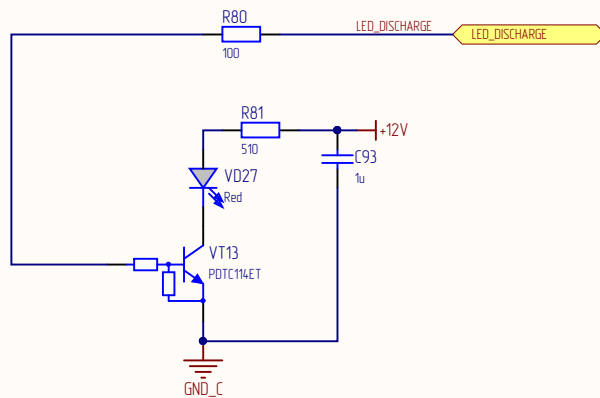 R80
100
LED_DISCHARGE
LED_DISCHARGE
R81
510
+12V
C93
1u
VD27
Red
VT13
PDTC114ET
GND_C